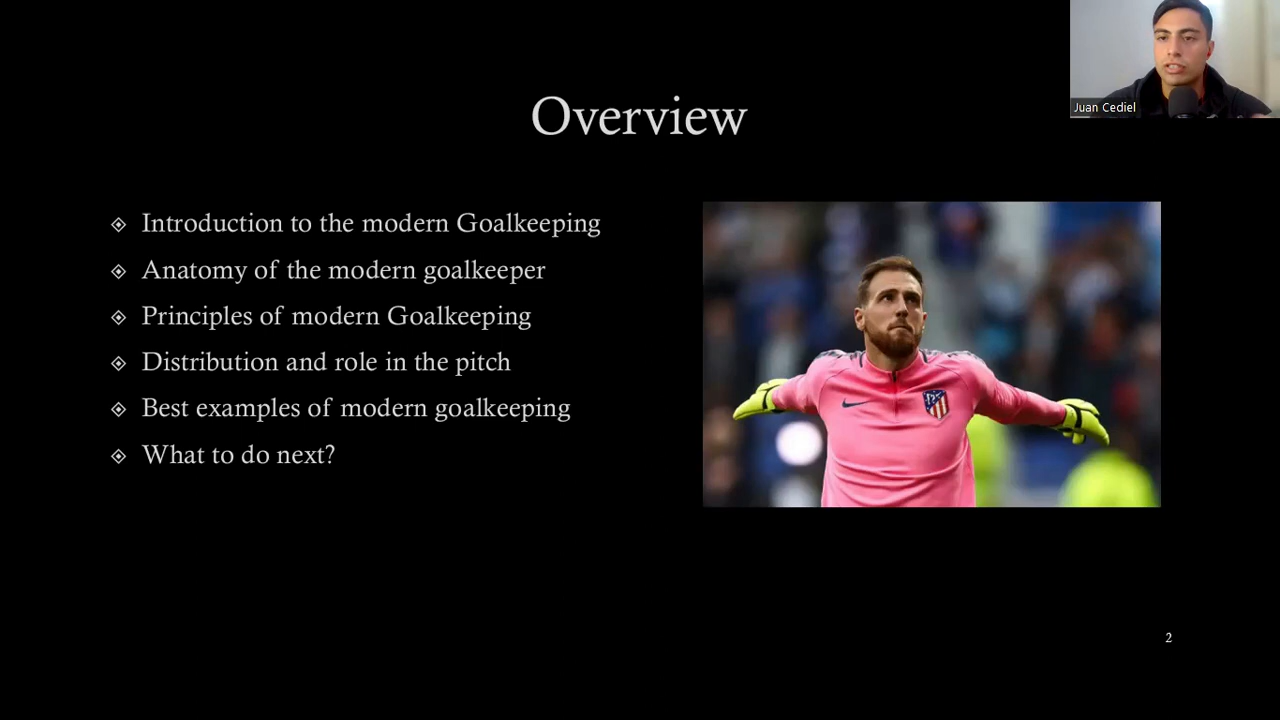 Juan Cediel
Overview
Introduction to the modern Goalkeeping
Anatomy of the modern goalkeeper
Principles of modern Goalkeeping
Distribution and role in the pitch
Best examples of modern goalkeeping
What to do next?
2